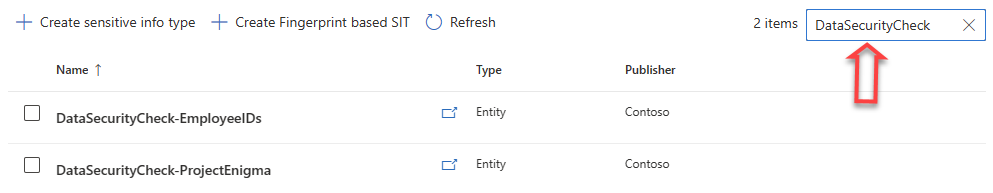 Create sensitive info type Create Fingerprint based SIT Refresh 2 items DataSecurityCheck
Name Type Publisher
DataSecurityCheck-EmployeeIDs Entity Contoso
DataSecurityCheck-ProjectEnigma Entity Contoso